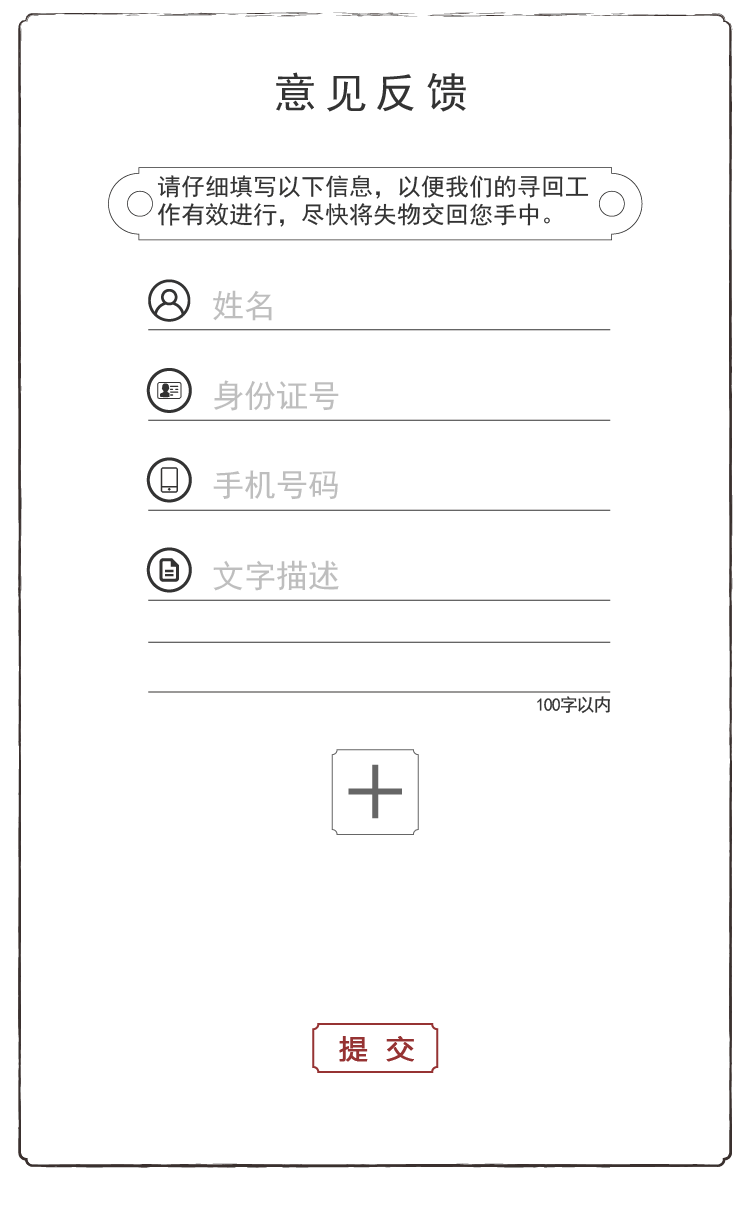 意见反馈
请仔细填写以下信息，以便我们的寻回工
作有效进行，尽快将失物交回您手中。
姓名
身份证号
手机号码
文字描述
100字以内
提 交